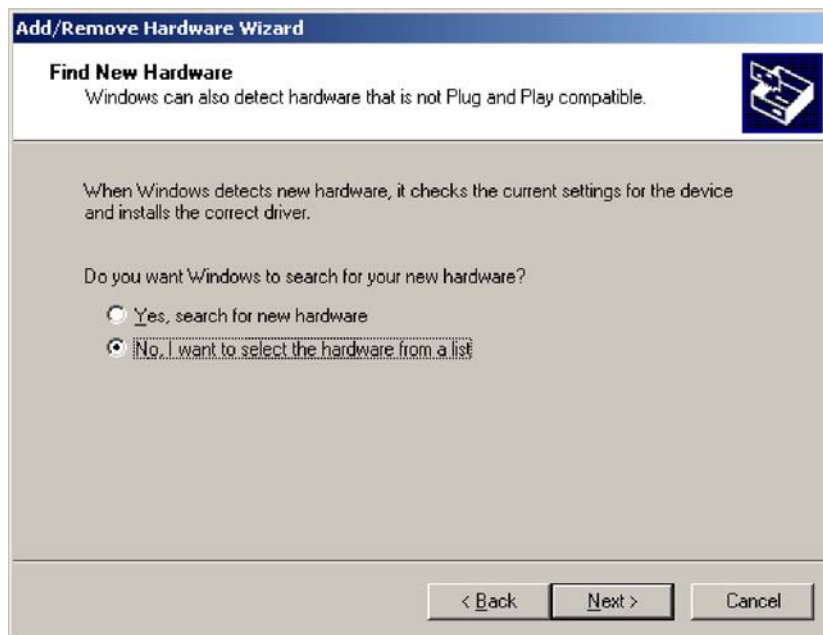 Add/Remove Hardware Wizard
Find New Hardware
Windows can also detect hardware that is not Plug and Play compatible.
When Windows detects new hardware, it checks the current settings for the device
and installs the correct driver.
Do you want Windows to search for your new hardware?
Yes, search for new hardware
No, I want to select the hardware from a list
< Back
Next >
Cancel